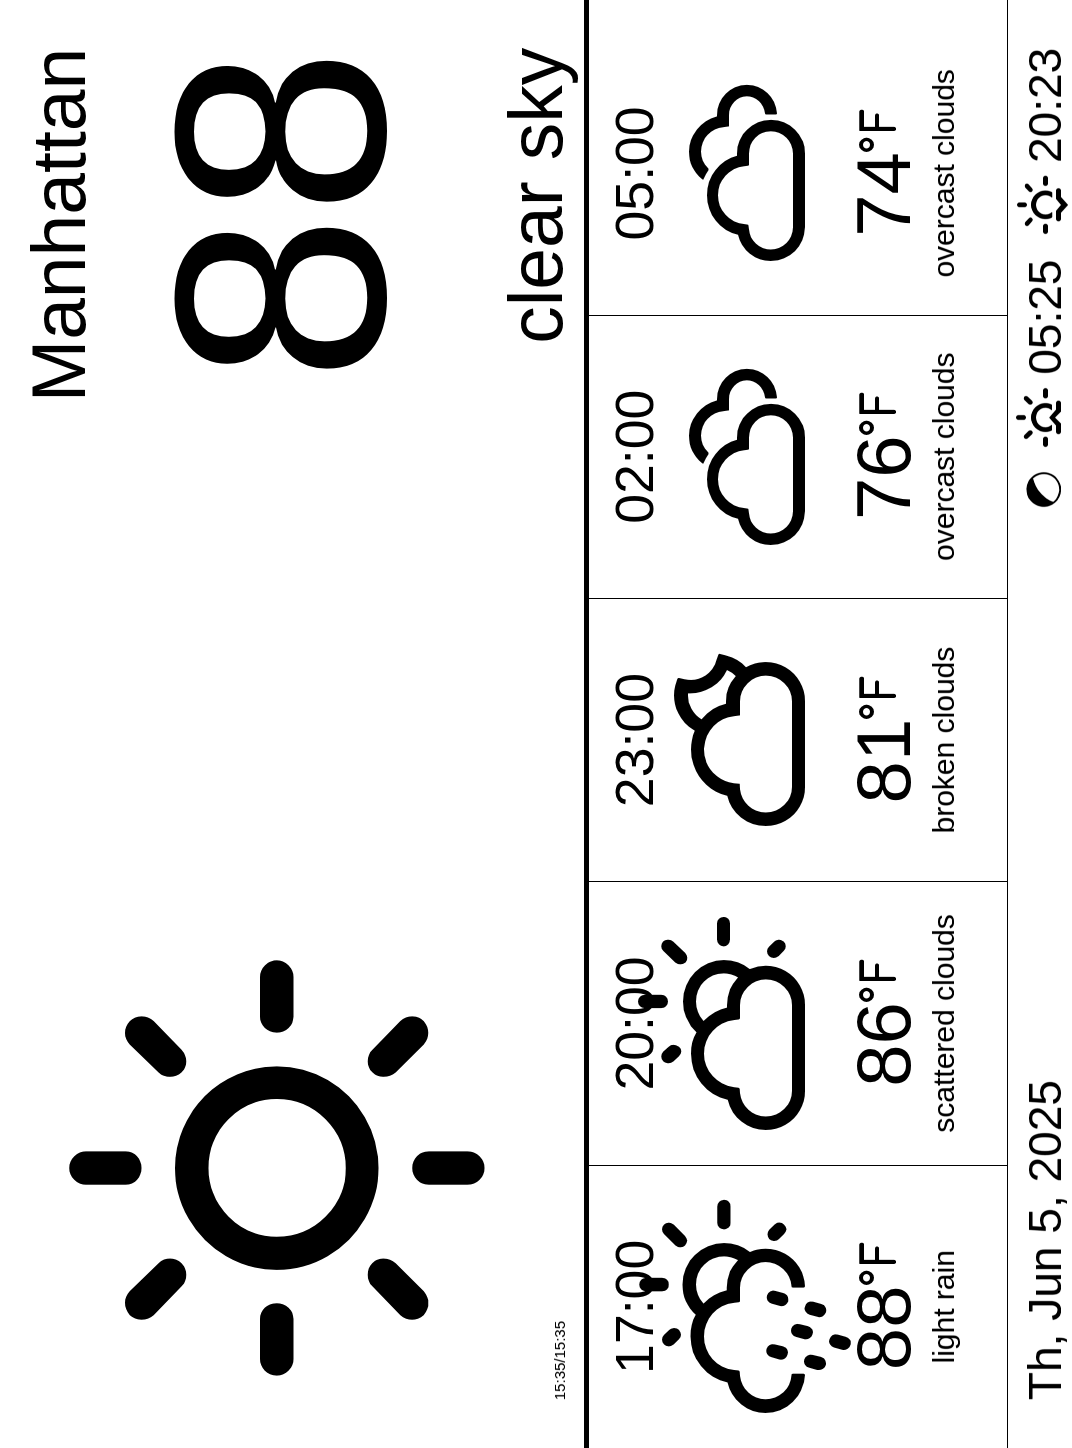 Manhattan
88
clear sky
15:35/15:35
17:00
88°F
light rain
20:00
86°F
scattered clouds
23:00
81°F
broken clouds
02:00
76°F
overcast clouds
05:00
74°F
overcast clouds
Th, Jun 5, 2025
05:25
20:23